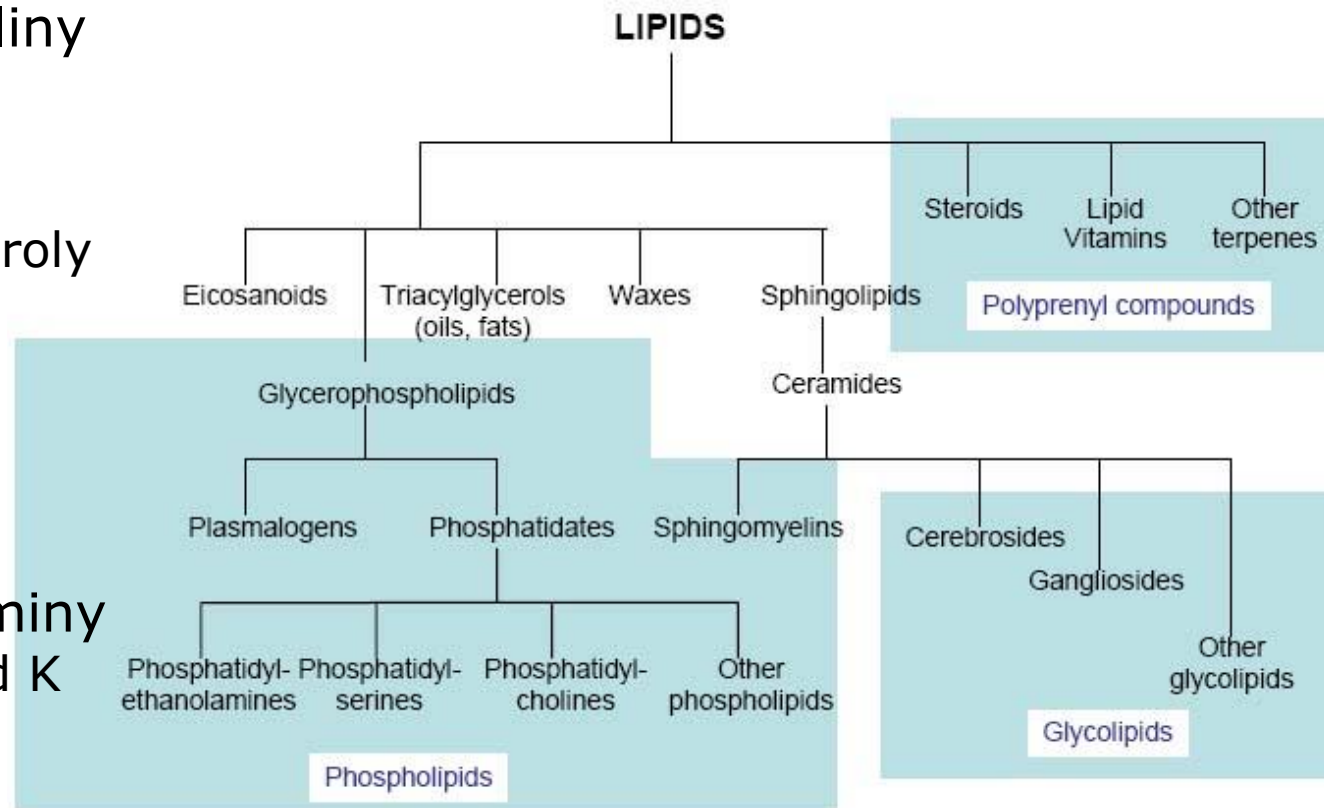 liny
LIPIDS
roly
Steroids
Lipid
Vitamins
Other
terpenes
Polyprenyl compounds
Eicosanoids
Triacylglycerols
(oils, fats)
Waxes
Sphingolipids
Glycerophospholipids
Ceramides
Plasmalogens
Phosphatidates
Sphingomyelins
Cerebrosides
Gangliosides
Other
glycolipids
Glycolipids
miny
d K
Phosphatidyl-
ethanolamines
Phosphatidyl-
serines
Phosphatidyl-
cholines
Other
phospholipids
Phospholipids